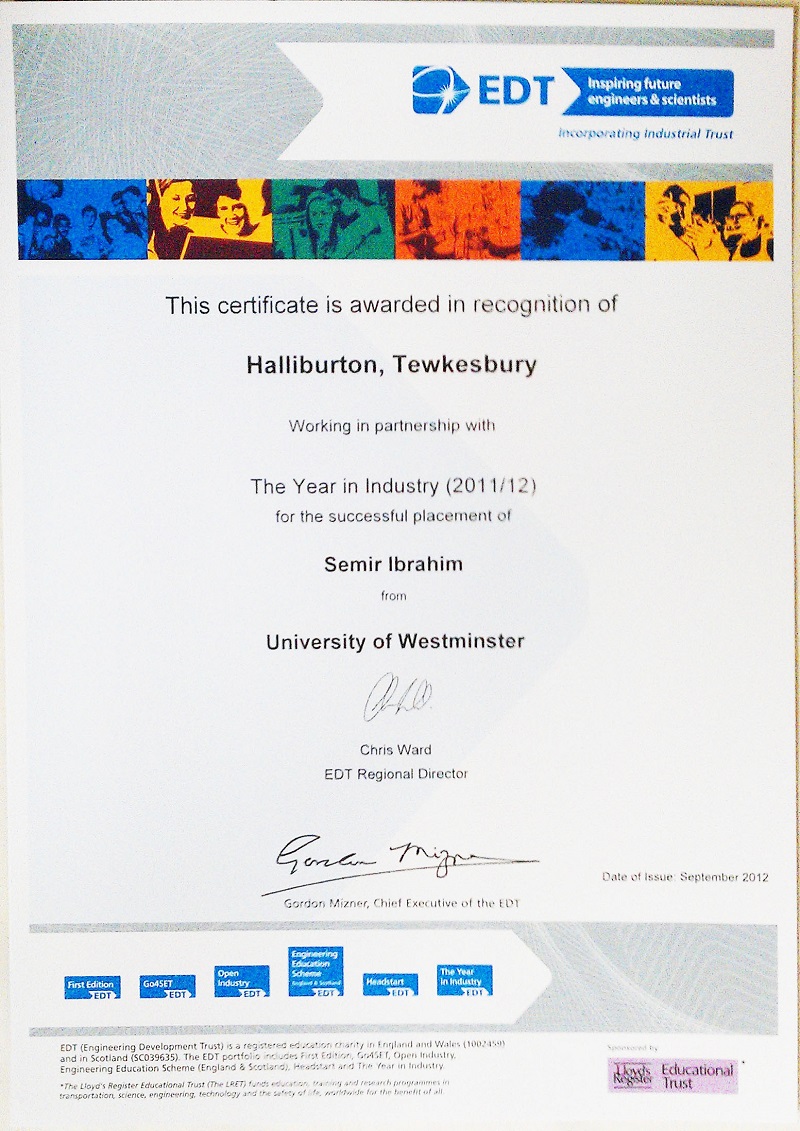 EDT
Inspiring future
engineers & scientists
Incorporating Industrial Trust
This certificate is awarded in recognition of
Halliburton, Tewkesbury
Working in partnership with
The Year in Industry (2011/12)
for the successful placement of
Semir Ibrahim
from
University of Westminster
Chris Ward
EDT Regional Director
Gordon Mizner
Date of Issue: September 2012
Gordon Mizner, Chief Executive of the EDT
First Edition
EDT
Go4SET
EDT
Open
Industry
EDT
Engineering
Education
Scheme
England & Scotland
EDT
Headstart
EDT
The Year
in Industry
EDT
EDT (Engineering Development Trust) is a registered education charity in England and Wales (1002459)
and in Scotland (SC039635). The EDT portfolio includes First Edition, Go4SET, Open Industry,
Engineering Education Scheme (England & Scotland), Headstart and The Year in Industry.
*The Lloyd's Register Educational Trust (The LRET) funds education, training and research programmes in
transportation, science, engineering, technology and the safety of life, worldwide for the benefit of all.
Sponsored by
Lloyd's
Register
Educational
Trust
*